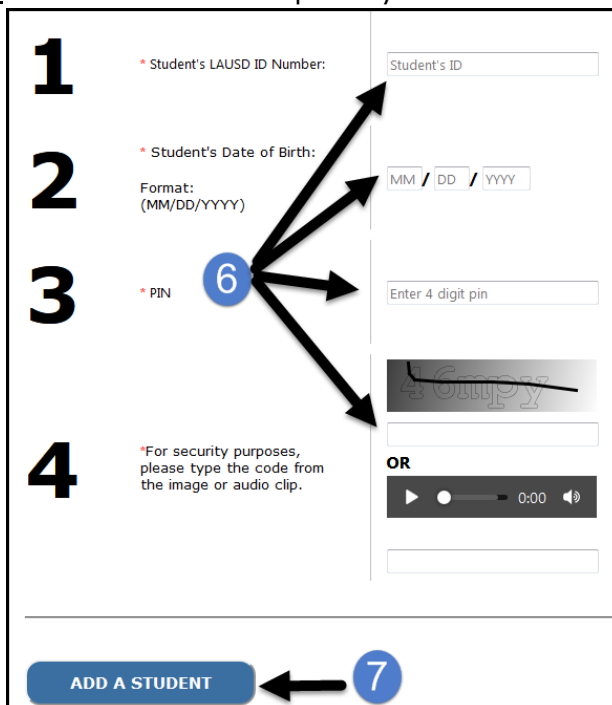 1
* Student's LAUSD ID Number:
Student's ID
2
* Student's Date of Birth:
Format:
(MM/DD/YYYY)
MM / DD / YYYY
3
* PIN
6
Enter 4 digit pin
46mpy
4
*For security purposes,
please type the code from
the image or audio clip.
OR
0:00
ADD A STUDENT
7